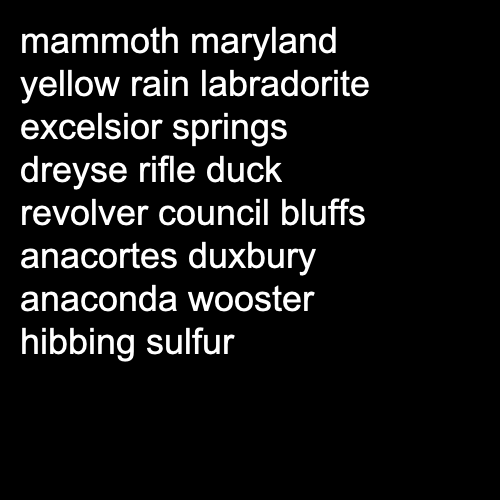 mammoth maryland
yellow rain labradorite
excelsior springs
dreyse rifle duck
revolver council bluffs
anacortes duxbury
anaconda wooster
hibbing sulfur